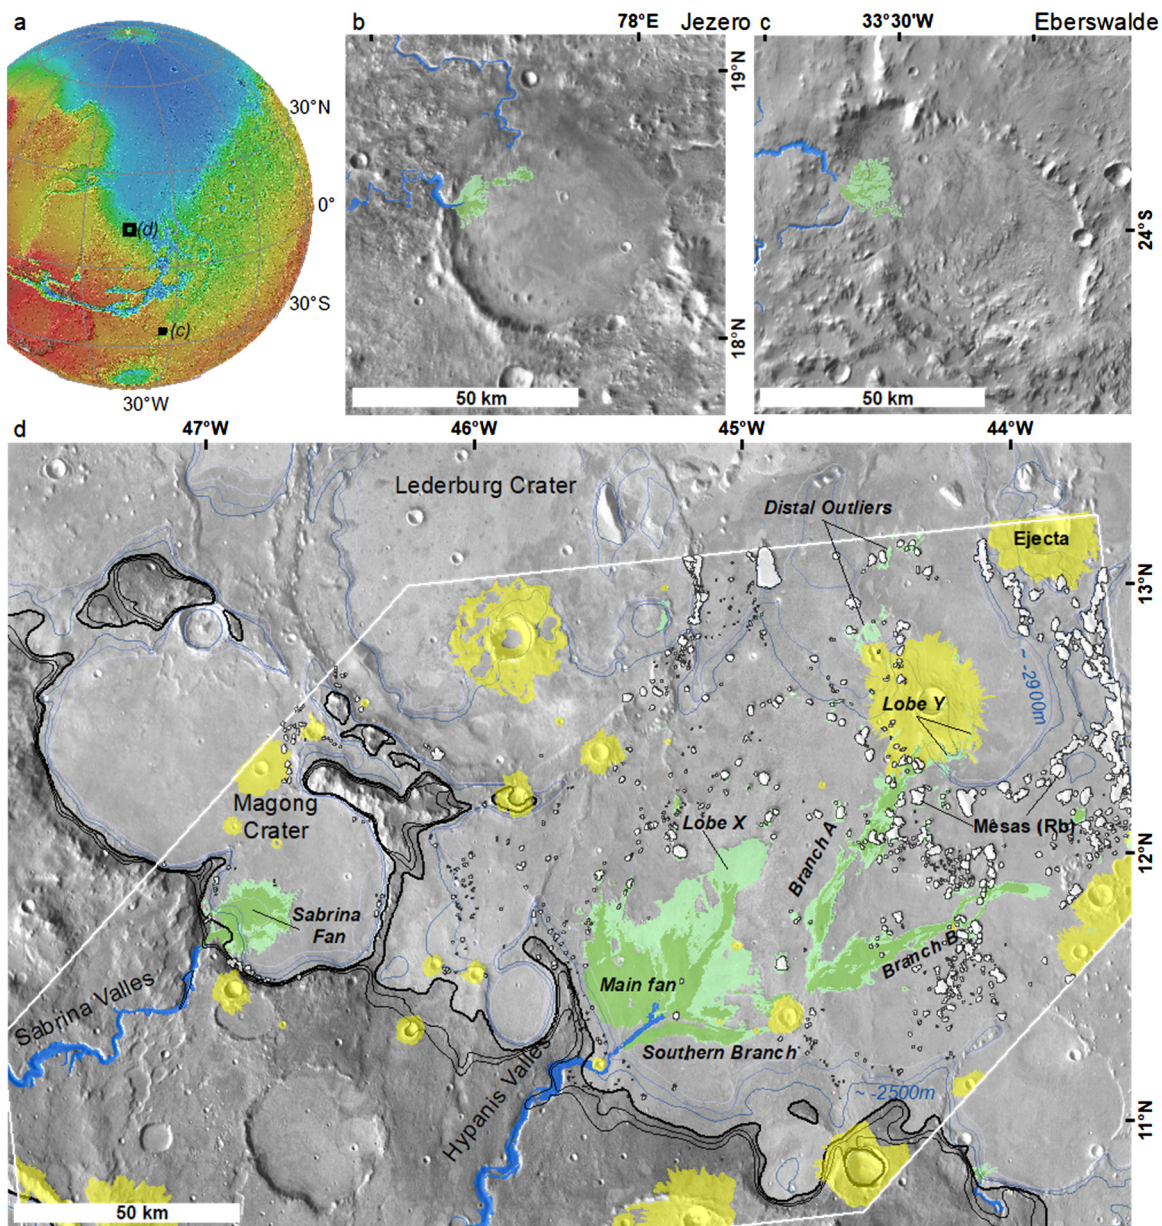 a
30°N
0°
(d)
30°S
(c)
30°W
b
78°E
Jezero
19°N
18°N
50 km
c
33°30'W
Eberswalde
24°S
50 km
d
47°W
46°W
45°W
44°W
Lederburg Crater
Distal Outliers
Ejecta
13°N
~ -2900m
Lobe Y
Magong
Crater
Lobe X
Mesas (Rb)
Branch A
12°N
Sabrina
Fan
Branch B
Main fan
Sabrina Valles
Southern Branch
Hypanis Valles
~ -2500m
11°N
50 km